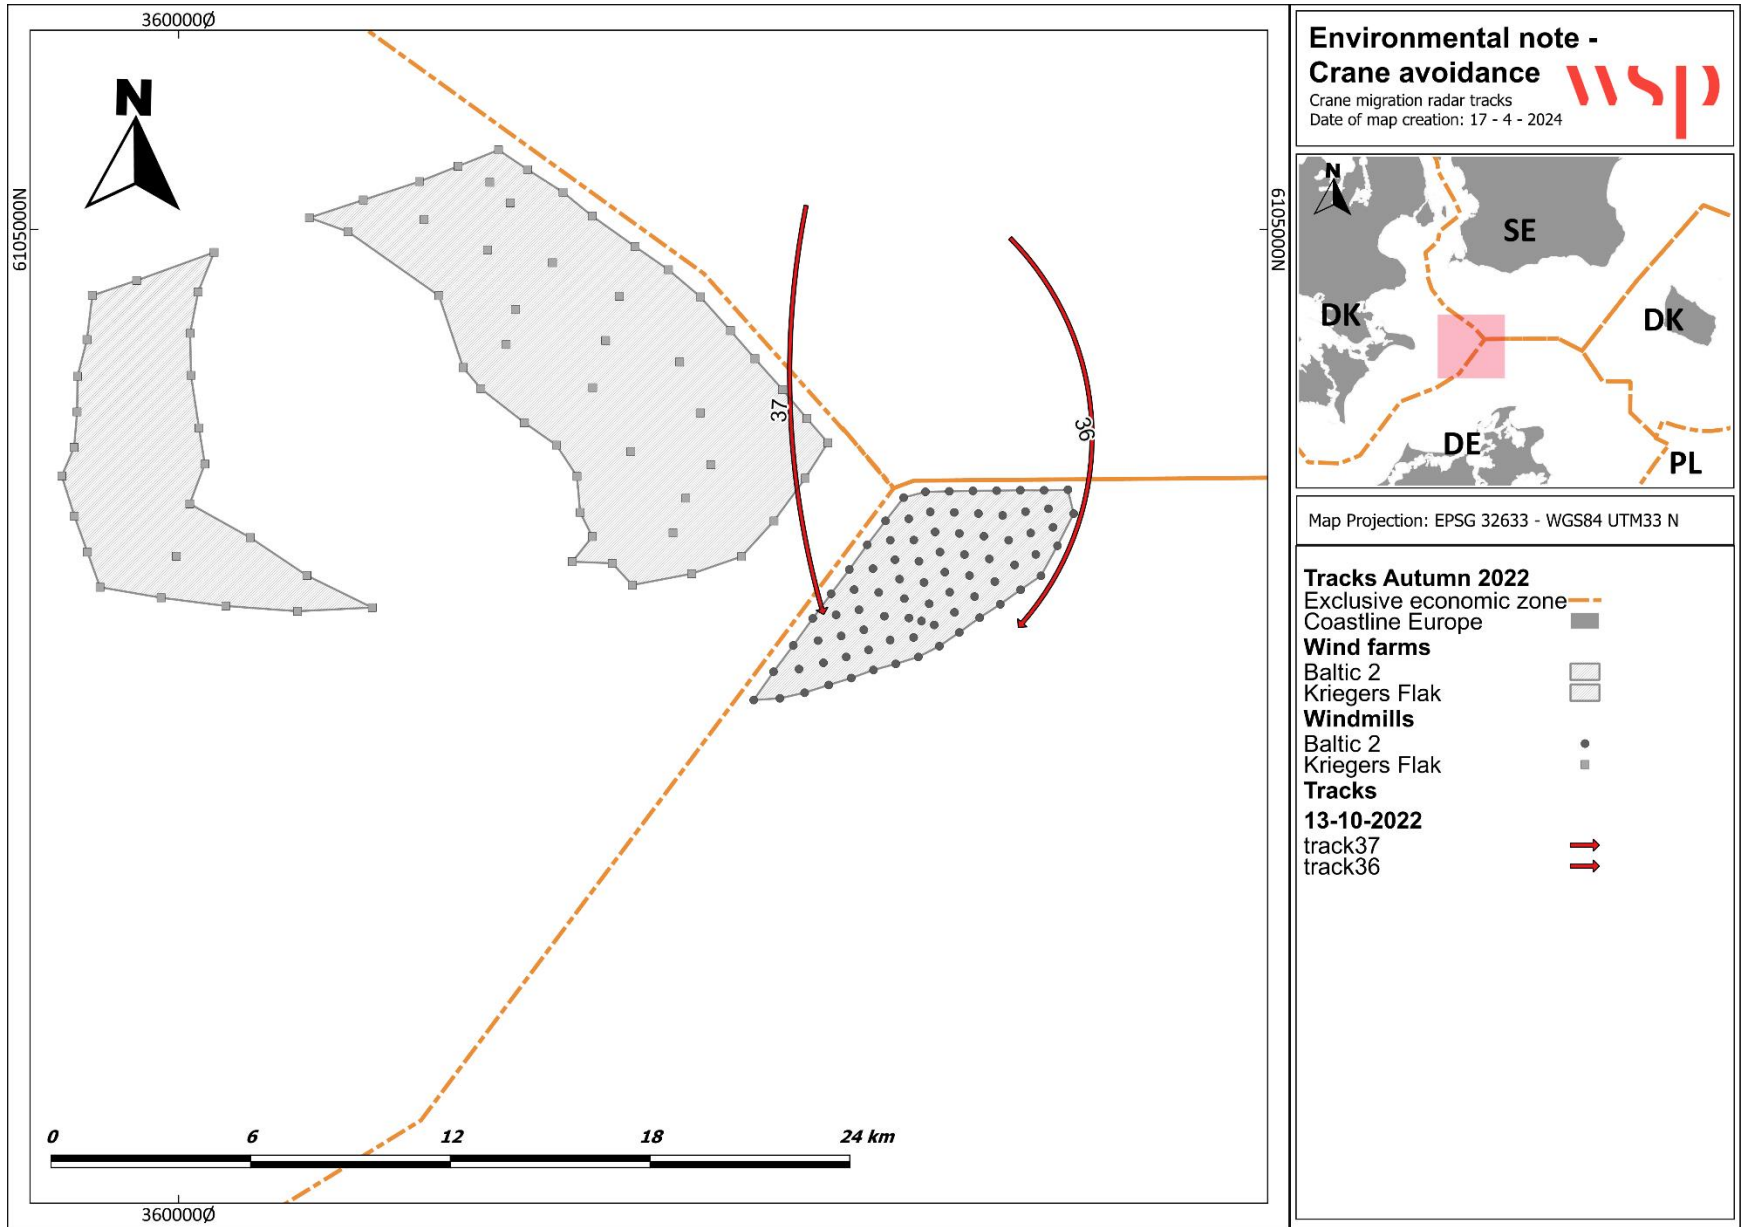 360000Ø
6105000N
N
37
36
6105000N
0 6 12 18 24 km
360000Ø
Environmental note -
Crane avoidance
wsp
Crane migration radar tracks
Date of map creation: 17 - 4 - 2024
N
SE
DK
DK
DE
PL
Map Projection: EPSG 32633 - WGS84 UTM33 N
Tracks Autumn 2022
Exclusive economic zone
Coastline Europe
Wind farms
Baltic 2
Kriegers Flak
Windmills
Baltic 2
Kriegers Flak
Tracks
13-10-2022
track37
track36